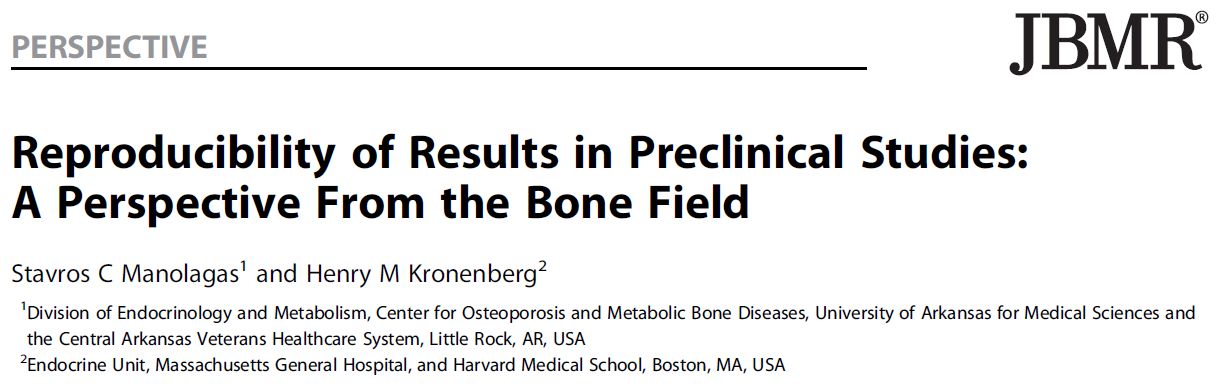 PERSPECTIVE
JBMR®
Reproducibility of Results in Preclinical Studies:
A Perspective From the Bone Field
Stavros C Manolagas1 and Henry M Kronenberg2
1Division of Endocrinology and Metabolism, Center for Osteoporosis and Metabolic Bone Diseases, University of Arkansas for Medical Sciences and
the Central Arkansas Veterans Healthcare System, Little Rock, AR, USA
2Endocrine Unit, Massachusetts General Hospital, and Harvard Medical School, Boston, MA, USA